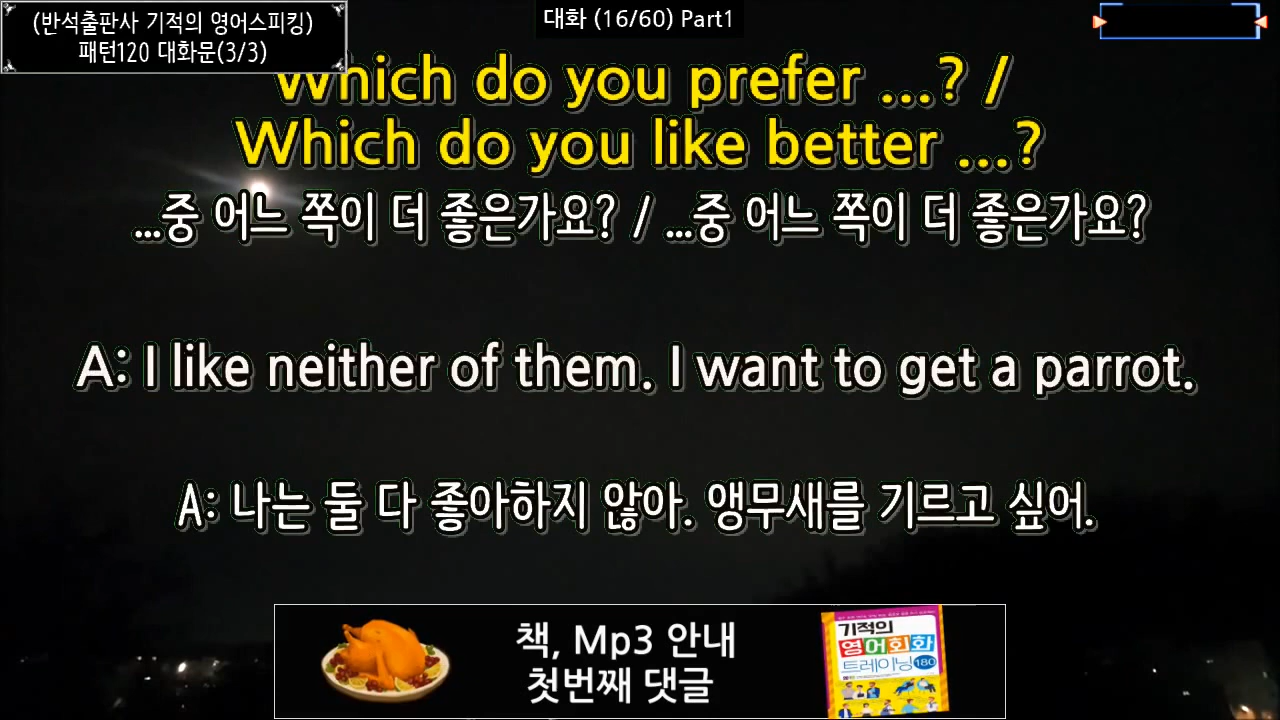 (반석출판사 기적의 영어스피킹)
패턴120 대화문(3/3)
대화 (16/60) Part1
Which do you prefer ...? /
Which do you like better ...?
...중 어느 쪽이 더 좋은가요? / ...중 어느 쪽이 더 좋은가요?
A: I like neither of them. I want to get a parrot.
A: 나는 둘 다 좋아하지 않아. 앵무새를 기르고 싶어.
책, Mp3 안내
첫번째 댓글
기적의
영어회화
트레이닝 180